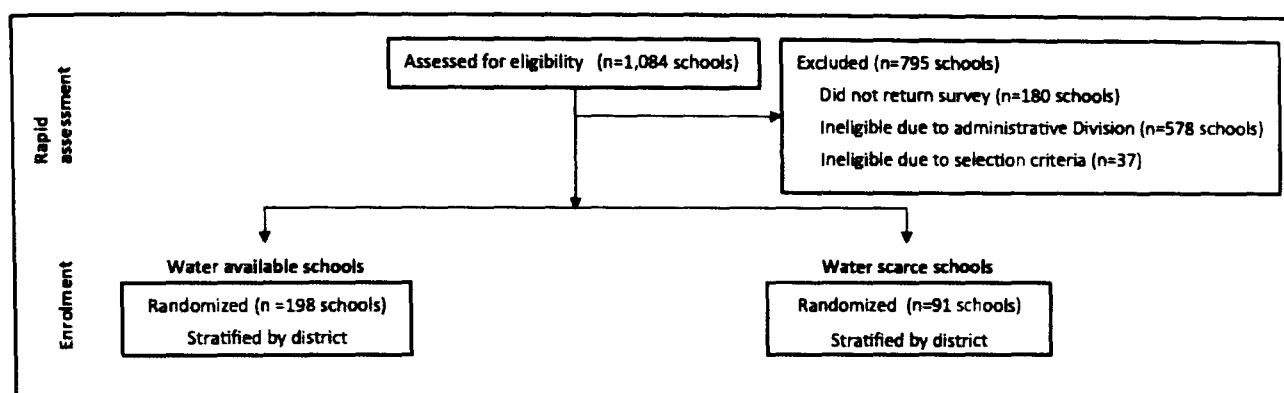 Assessed for eligibility (n=1,084 schools)
Excluded (n=795 schools)
Did not return survey (n=180 schools)
Ineligible due to administrative Division (n=578 schools)
Ineligible due to selection criteria (n=37)
Rapid
assessment
Water available schools
Randomized (n =198 schools)
Stratified by district
Water scarce schools
Randomized (n=91 schools)
Stratified by district
Enrolment